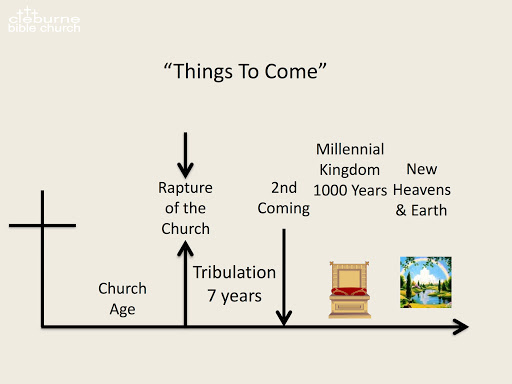 cleburne
bible church
“Things To Come”
Rapture
of the
Church
2nd
Coming
Millennial
Kingdom
1000 Years
New
Heavens
& Earth
Church
Age
Tribulation
7 years